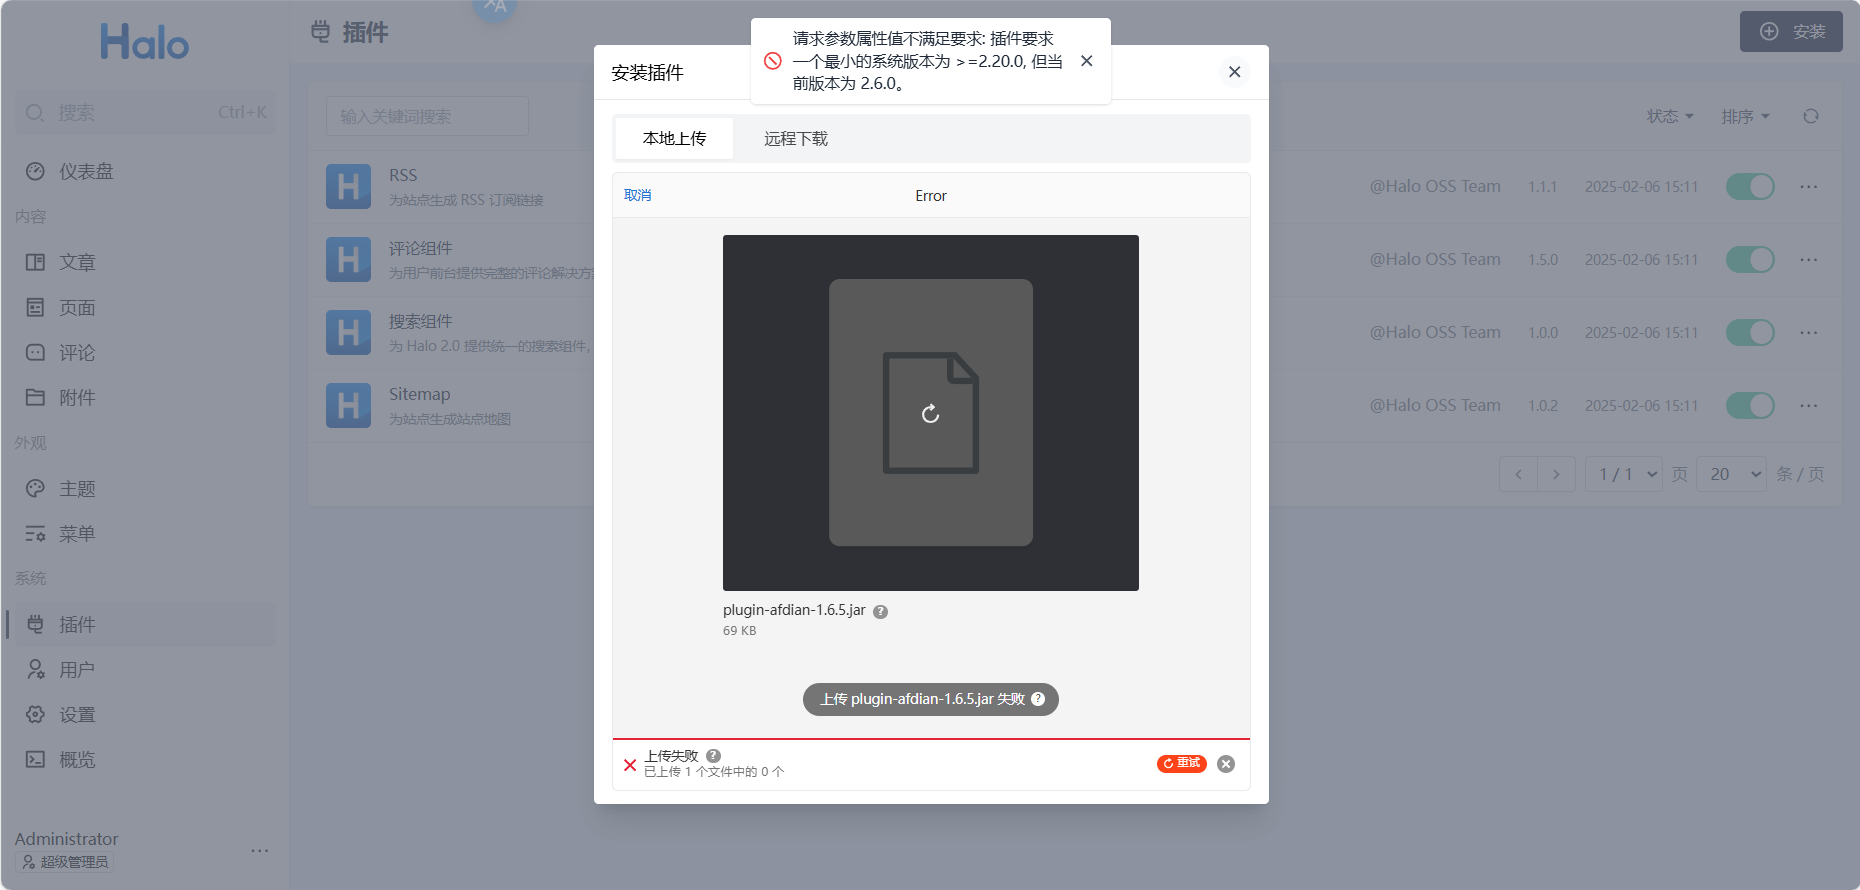 Halo
搜索 Ctrl+K
仪表盘
内容
文章
页面
评论
附件
外观
主题
菜单
系统
插件
用户
设置
概览
Administrator
超级管理员
插件
安装
输入关键词搜索
状态
排序
RSS
为站点生成 RSS 订阅链接
@Halo OSS Team 1.1.1 2025-02-06 15:11
评论组件
为用户前台提供完整的评论解决方
@Halo OSS Team 1.5.0 2025-02-06 15:11
搜索组件
为 Halo 2.0 提供统一的搜索组件,
@Halo OSS Team 1.0.0 2025-02-06 15:11
Sitemap
为站点生成站点地图
@Halo OSS Team 1.0.2 2025-02-06 15:11
1 / 1 页 20 条 / 页
请求参数属性值不满足要求: 插件要求
一个最小的系统版本为 >=2.20.0, 但当
前版本为 2.6.0。
安装插件
本地上传 远程下载
取消 Error
plugin-afdian-1.6.5.jar
69 KB
上传 plugin-afdian-1.6.5.jar 失败
上传失败
已上传 1 个文件中的 0 个
重试